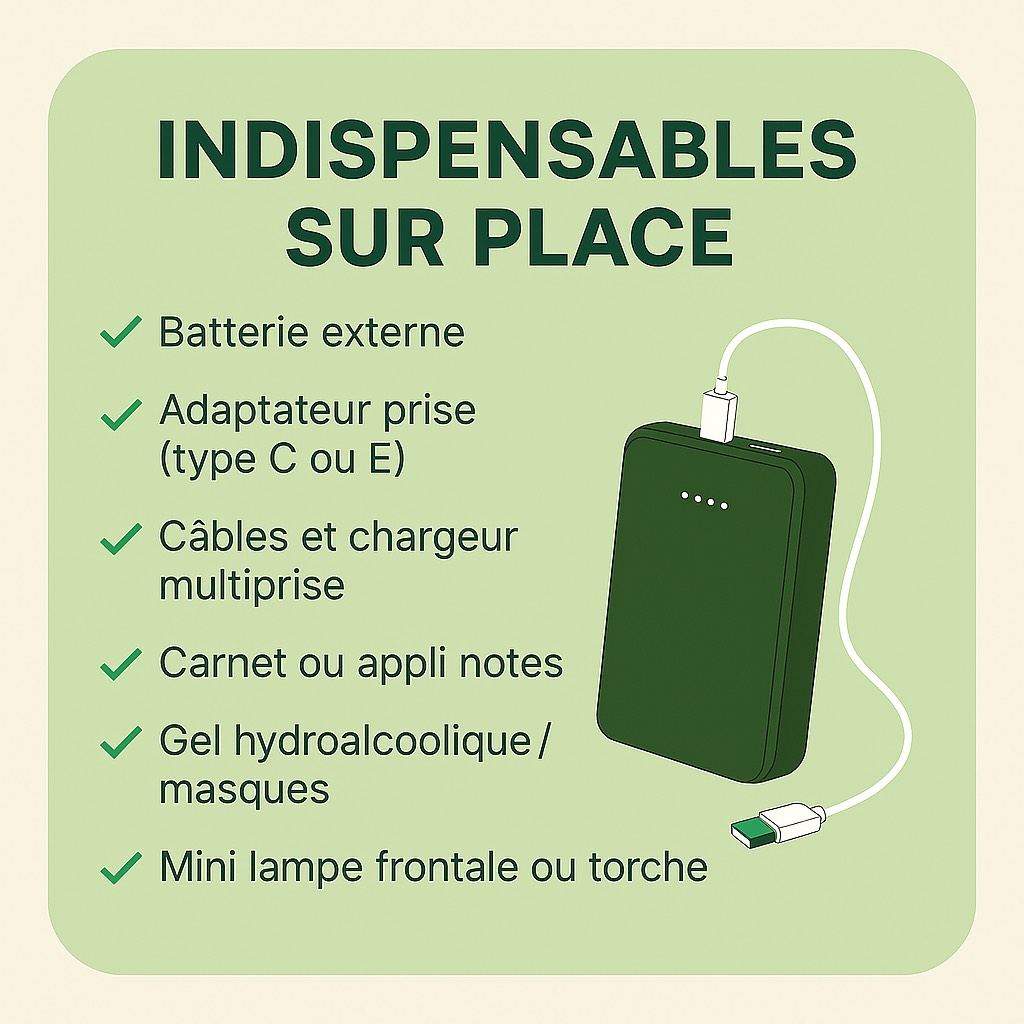 INDISPENSABLES
SUR PLACE
Batterie externe
Adaptateur prise
(type C ou E)
Câbles et chargeur
multiprise
Carnet ou appli notes
Gel hydroalcoolique /
masques
Mini lampe frontale ou torche